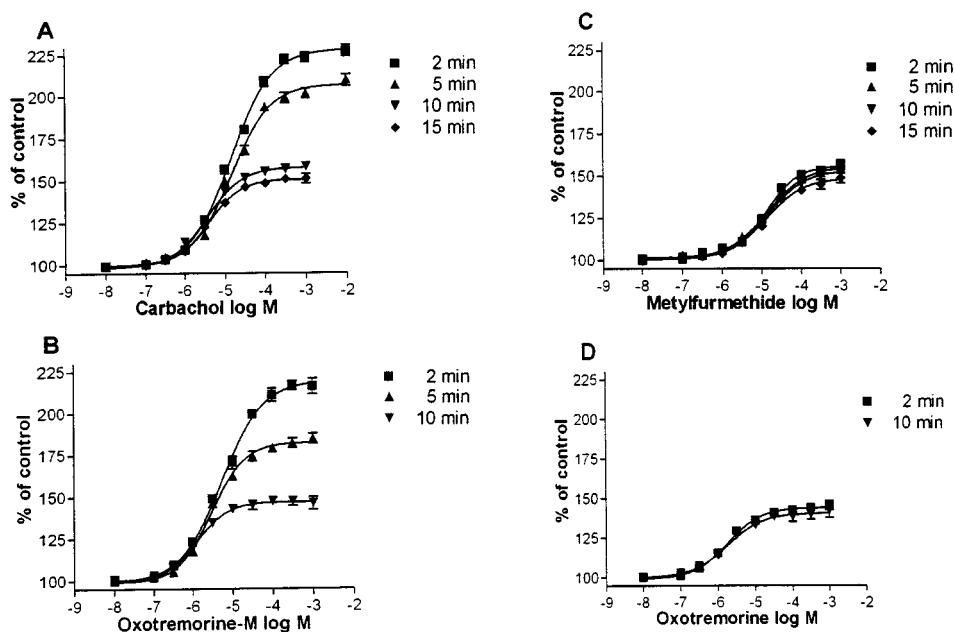 A
% of control
225
200
175
150
125
100
-9 -8 -7 -6 -5 -4 -3 -2
Carbachol log M
2 min
5 min
10 min
15 min
B
% of control
225
200
175
150
125
100
-9 -8 -7 -6 -5 -4 -3 -2
Oxotremorine-M log M
2 min
5 min
10 min
C
% of control
225
200
175
150
125
100
-9 -8 -7 -6 -5 -4 -3 -2
Metylfurmethide log M
2 min
5 min
10 min
15 min
D
% of control
225
200
175
150
125
100
-9 -8 -7 -6 -5 -4 -3 -2
Oxotremorine log M
2 min
10 min